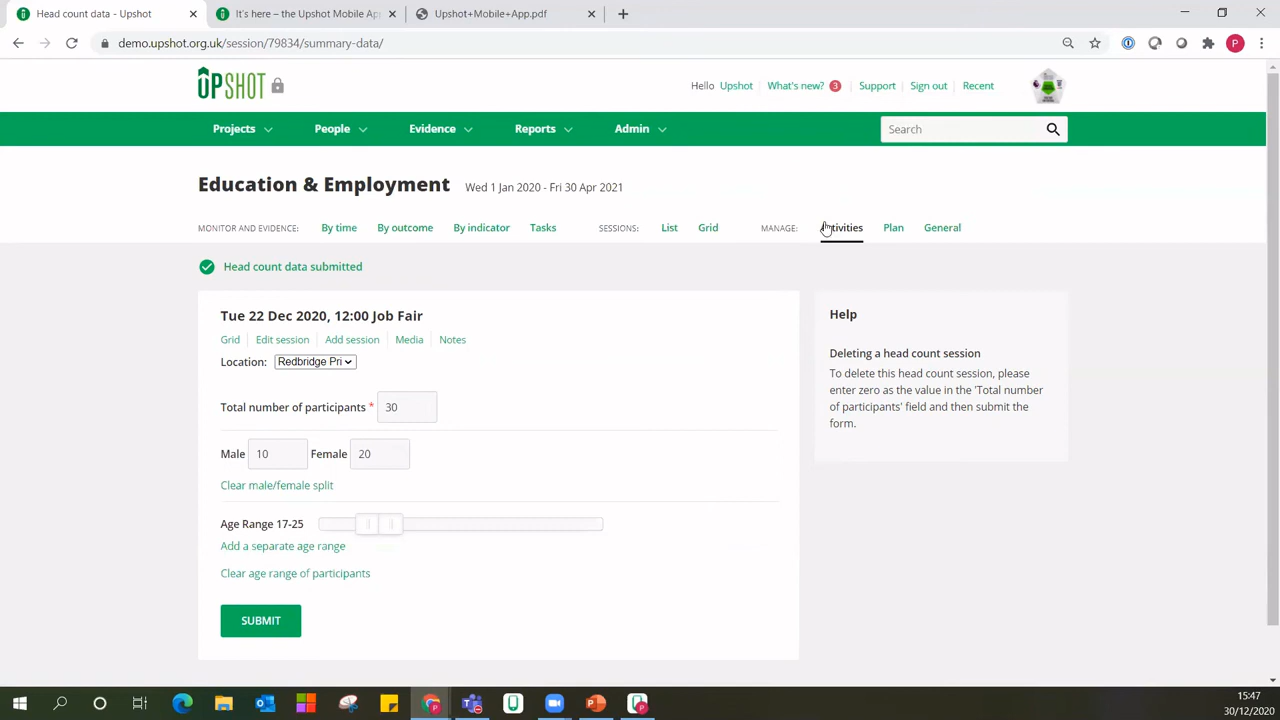 Head count data - Upshot
It's here – the Upshot Mobile Ap
Upshot+Mobile+App.pdf
demo.upshot.org.uk/session/79834/summary-data/
P
UPSHOT
Hello Upshot
What's new? 3
Support
Sign out
Recent
Projects
People
Evidence
Reports
Admin
Search
Education & Employment
Wed 1 Jan 2020 - Fri 30 Apr 2021
MONITOR AND EVIDENCE: By time By outcome By indicator Tasks SESSIONS: List Grid MANAGE: Activities Plan General
Head count data submitted
Tue 22 Dec 2020, 12:00 Job Fair
Grid Edit session Add session Media Notes
Location: Redbridge Pri
Total number of participants * 30
Male 10 Female 20
Clear male/female split
Age Range 17-25
Add a separate age range
Clear age range of participants
SUBMIT
Help
Deleting a head count session
To delete this head count session, please
enter zero as the value in the 'Total number
of participants' field and then submit the
form.
15:47
30/12/2020